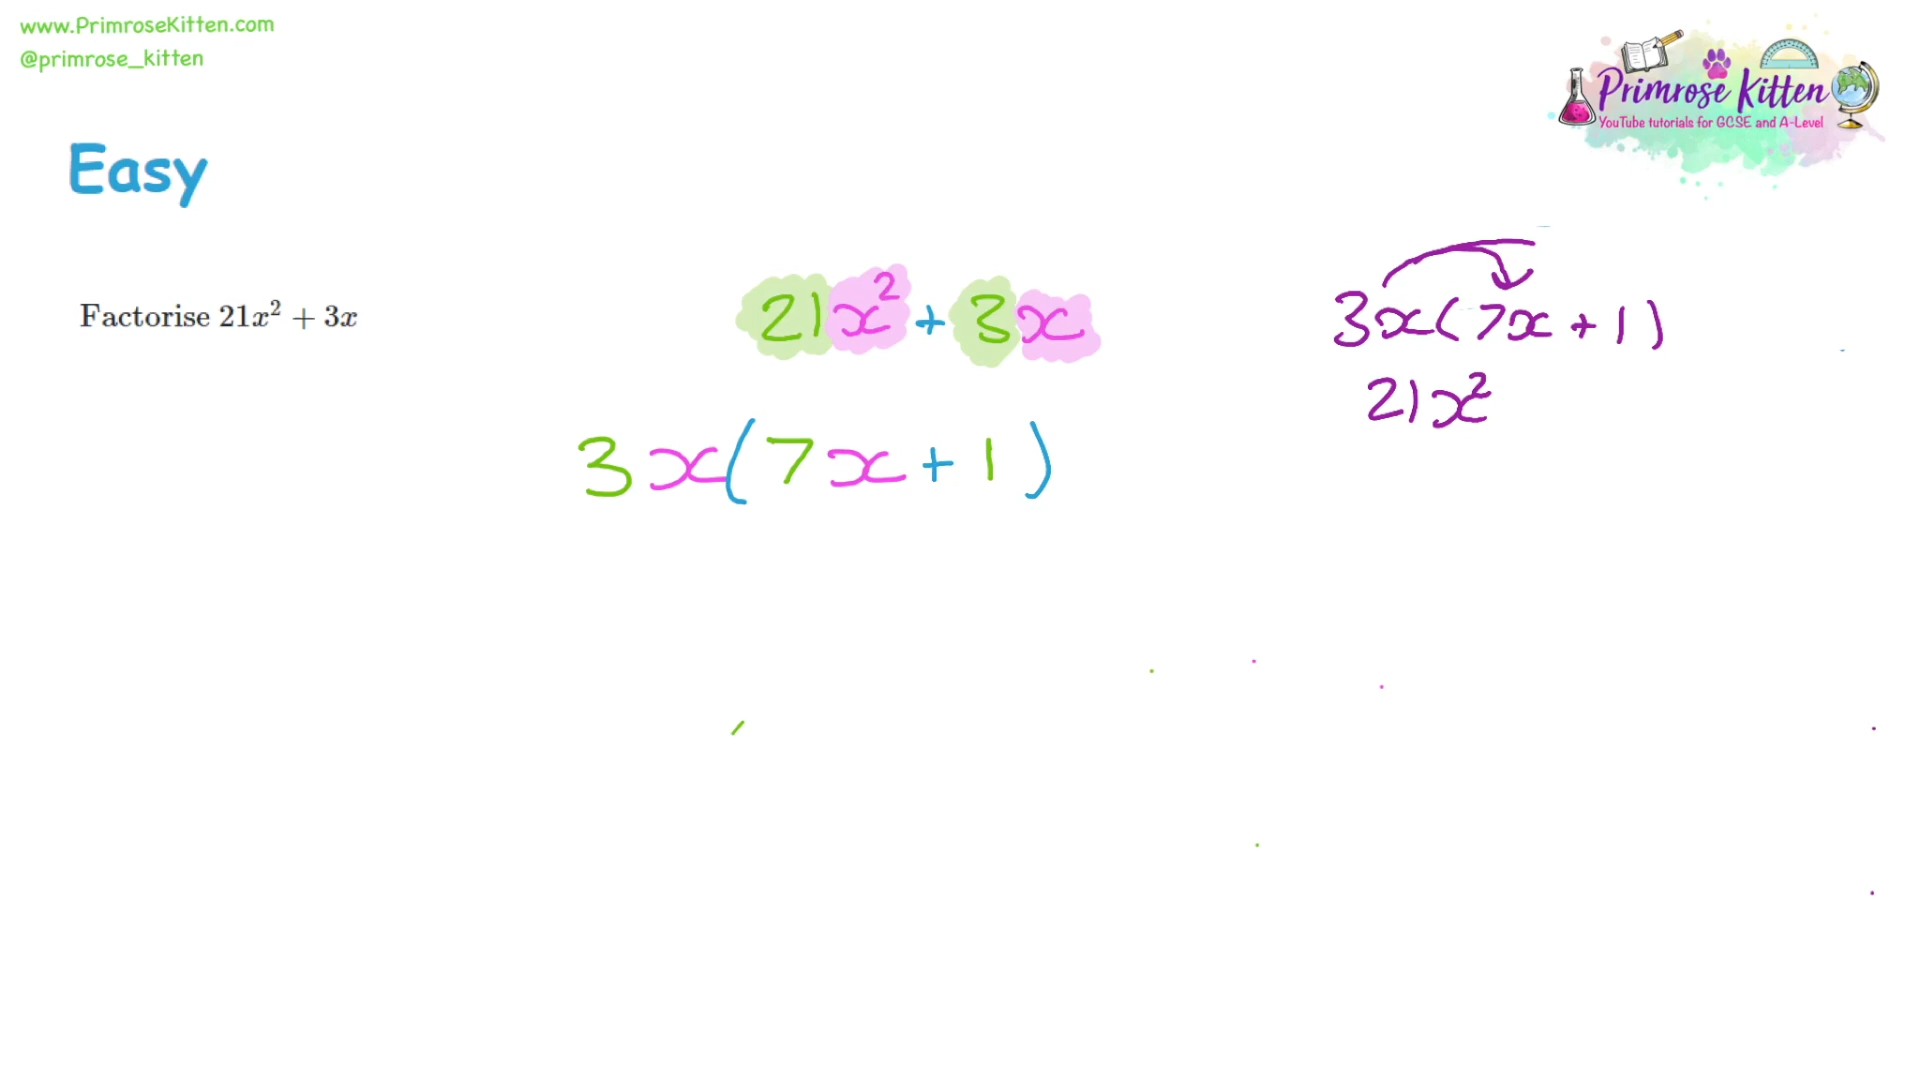 www.PrimroseKitten.com
@primrose_kitten
Primrose Kitten
YouTube tutorials for GCSE and A-Level
Easy
Factorise 21x² + 3x
21x² + 3x
3x(7x + 1)
3x(7x + 1)
21x²